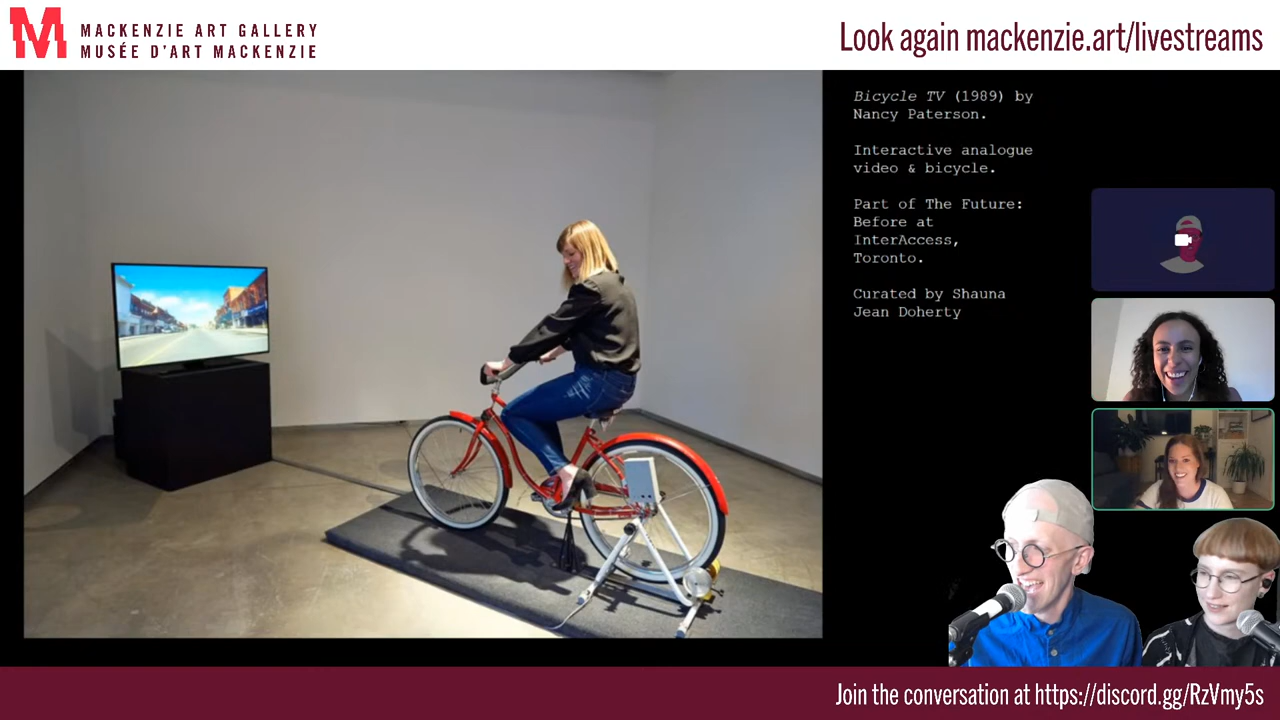 MACKENZIE ART GALLERY
MUSÉE D'ART MACKENZIE
Look again mackenzie.art/livestreams
Bicycle TV (1989) by
Nancy Paterson.
Interactive analogue
video & bicycle.
Part of The Future:
Before at
InterAccess,
Toronto.
Curated by Shauna
Jean Doherty
Join the conversation at https://discord.gg/RzVmy5s